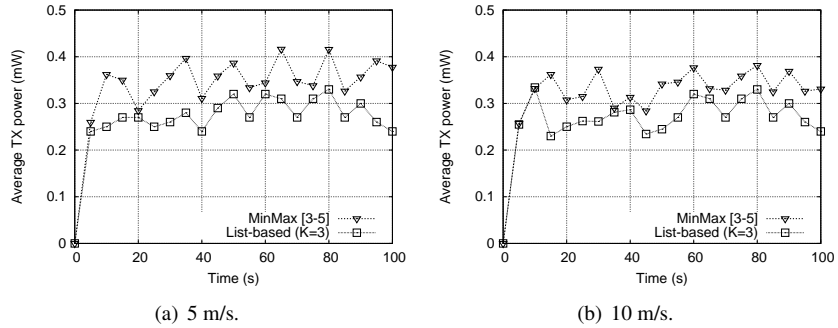 0.5
0.4
0.3
0.2
0.1
0
0 20 40 60 80 100
Average TX power (mW)
Time (s)
MinMax [3-5]
List-based (K=3)
(a) 5 m/s.
0.5
0.4
0.3
0.2
0.1
0
0 20 40 60 80 100
Average TX power (mW)
Time (s)
MinMax [3-5]
List-based (K=3)
(b) 10 m/s.